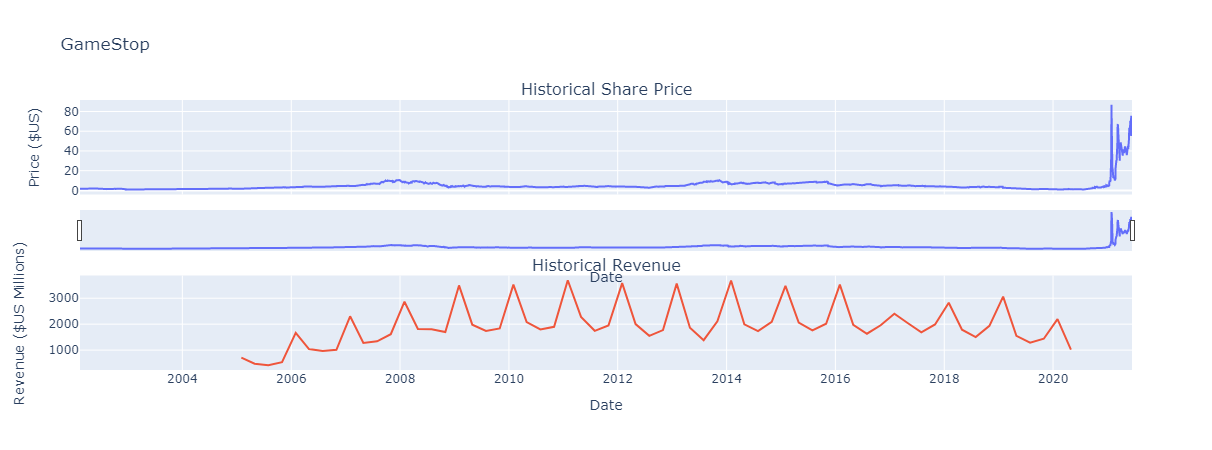 GameStop
Historical Share Price
Price ($US)
80
60
40
20
0
Historical Revenue
Date
Revenue ($US Millions)
3000
2000
1000
2004 2006 2008 2010 2012 2014 2016 2018 2020
Date